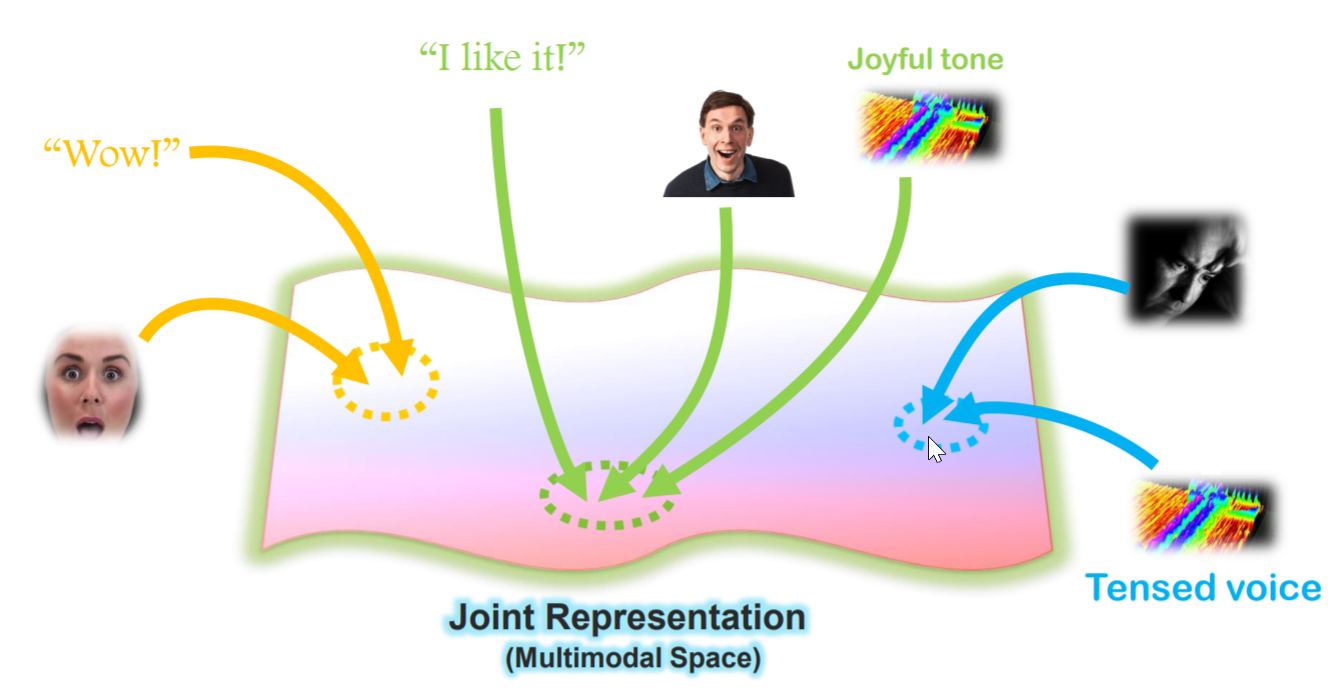 “I like it!”
Joyful tone
“Wow!”
Tensed voice
Joint Representation
(Multimodal Space)